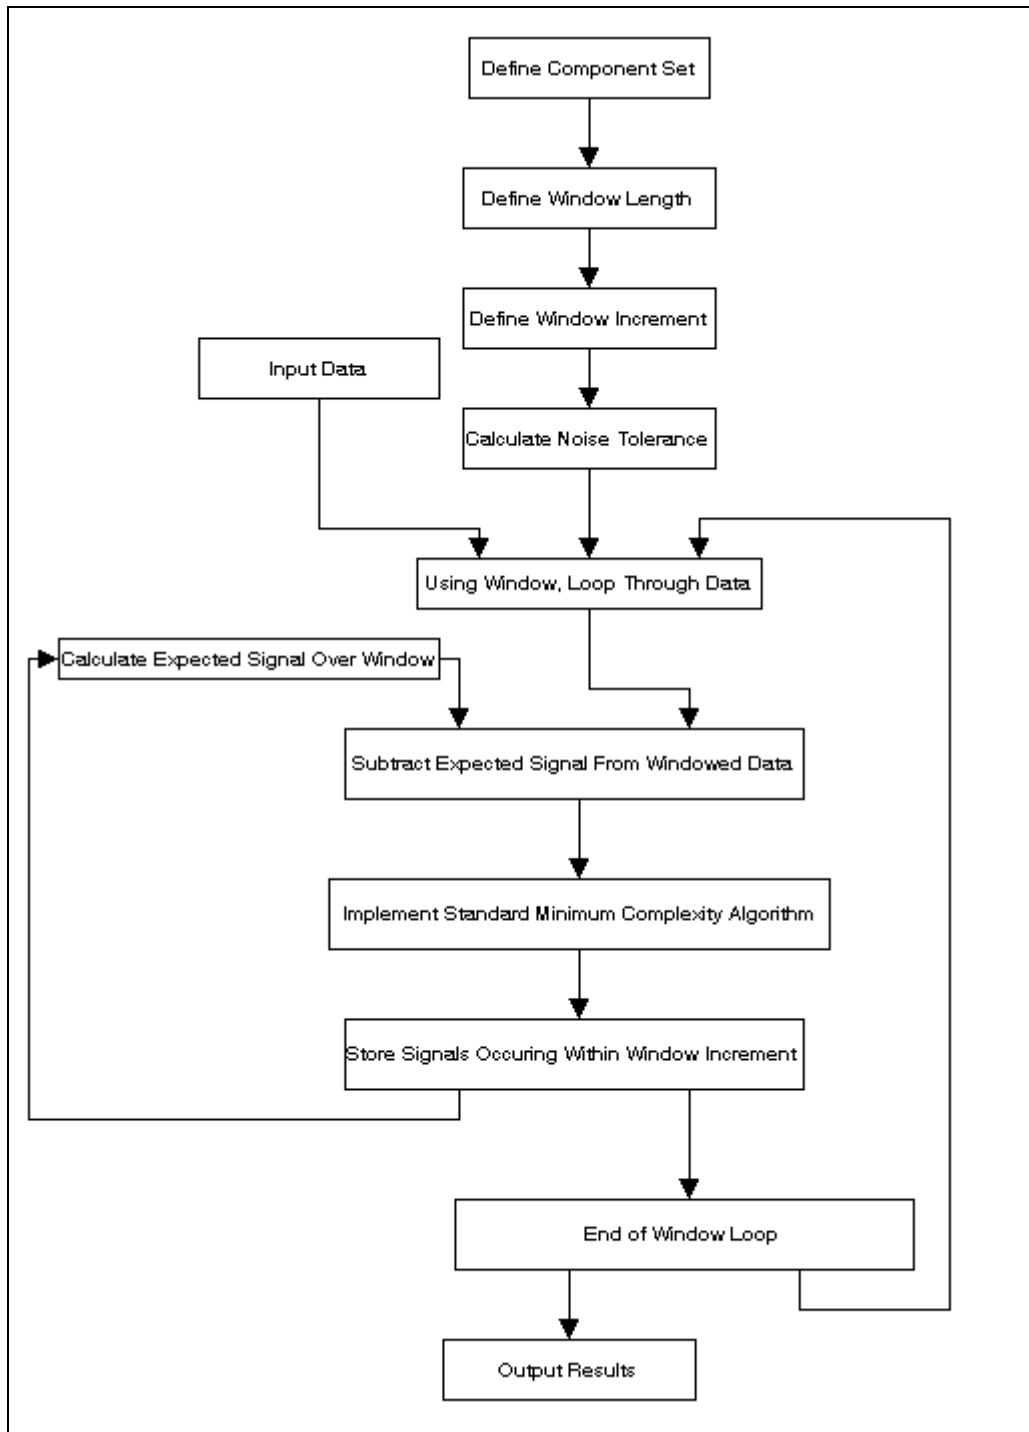 Define Component Set
Define Window Length
Define Window Increment
Input Data
Calculate Noise Tolerance
Using Window, Loop Through Data
Calculate Expected Signal Over Window
Subtract Expected Signal From Windowed Data
Implement Standard Minimum Complexity Algorithm
Store Signals Occuring Within Window Increment
End of Window Loop
Output Results